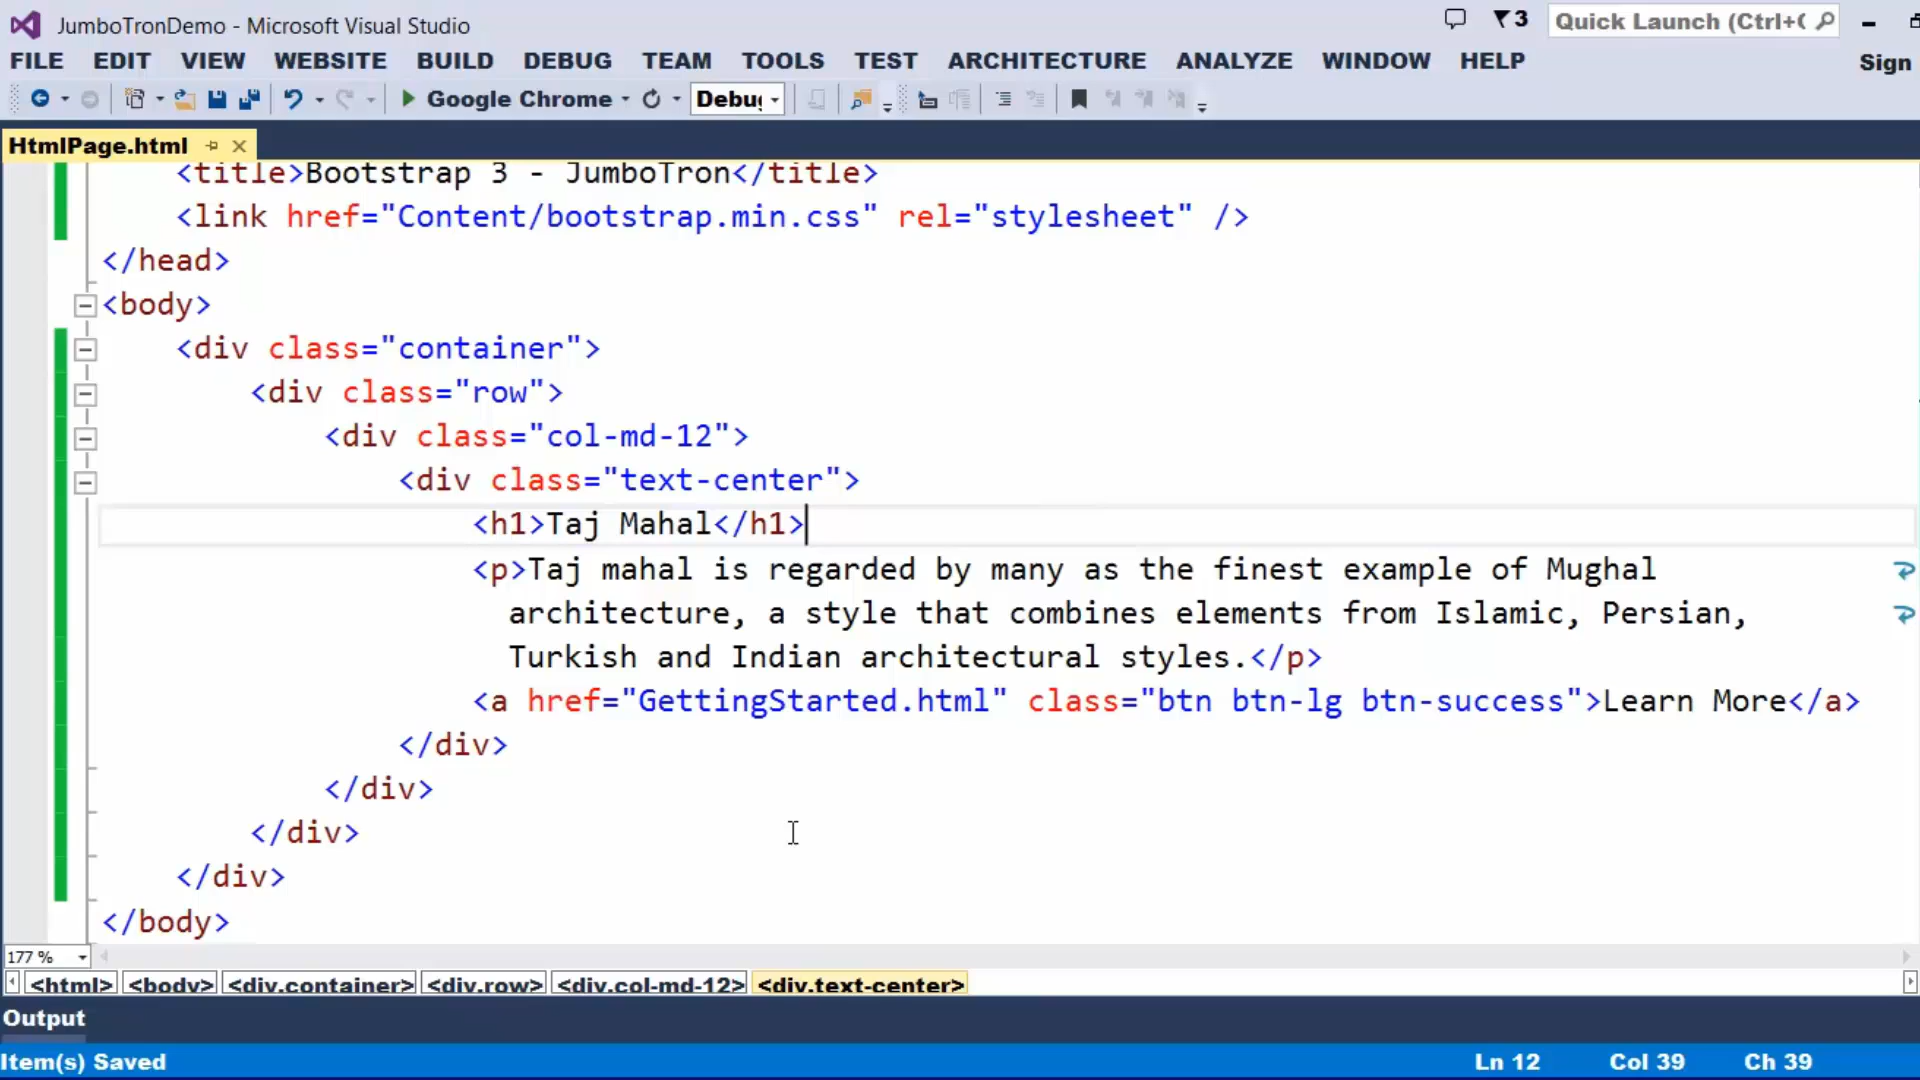 JumboTronDemo - Microsoft Visual Studio
3
Quick Launch (Ctrl+
FILE EDIT VIEW WEBSITE BUILD DEBUG TEAM TOOLS TEST ARCHITECTURE ANALYZE WINDOW HELP Sign
Google Chrome
HtmlPage.html
<title>Bootstrap 3 - JumboTron</title>
<link href="Content/bootstrap.min.css" rel="stylesheet" />
</head>
<body>
<div class="container">
<div class="row">
<div class="col-md-12">
<div class="text-center">
<h1>Taj Mahal</h1>
<p>Taj mahal is regarded by many as the finest example of Mughal
architecture, a style that combines elements from Islamic, Persian,
Turkish and Indian architectural styles.</p>
<a href="GettingStarted.html" class="btn btn-lg btn-success">Learn More</a>
</div>
</div>
</div>
</div>
</body>
177 %
<html> <body> <div.container> <div.row> <div.col-md-12> <div.text-center>
Output
Item(s) Saved
Ln 12 Col 39 Ch 39